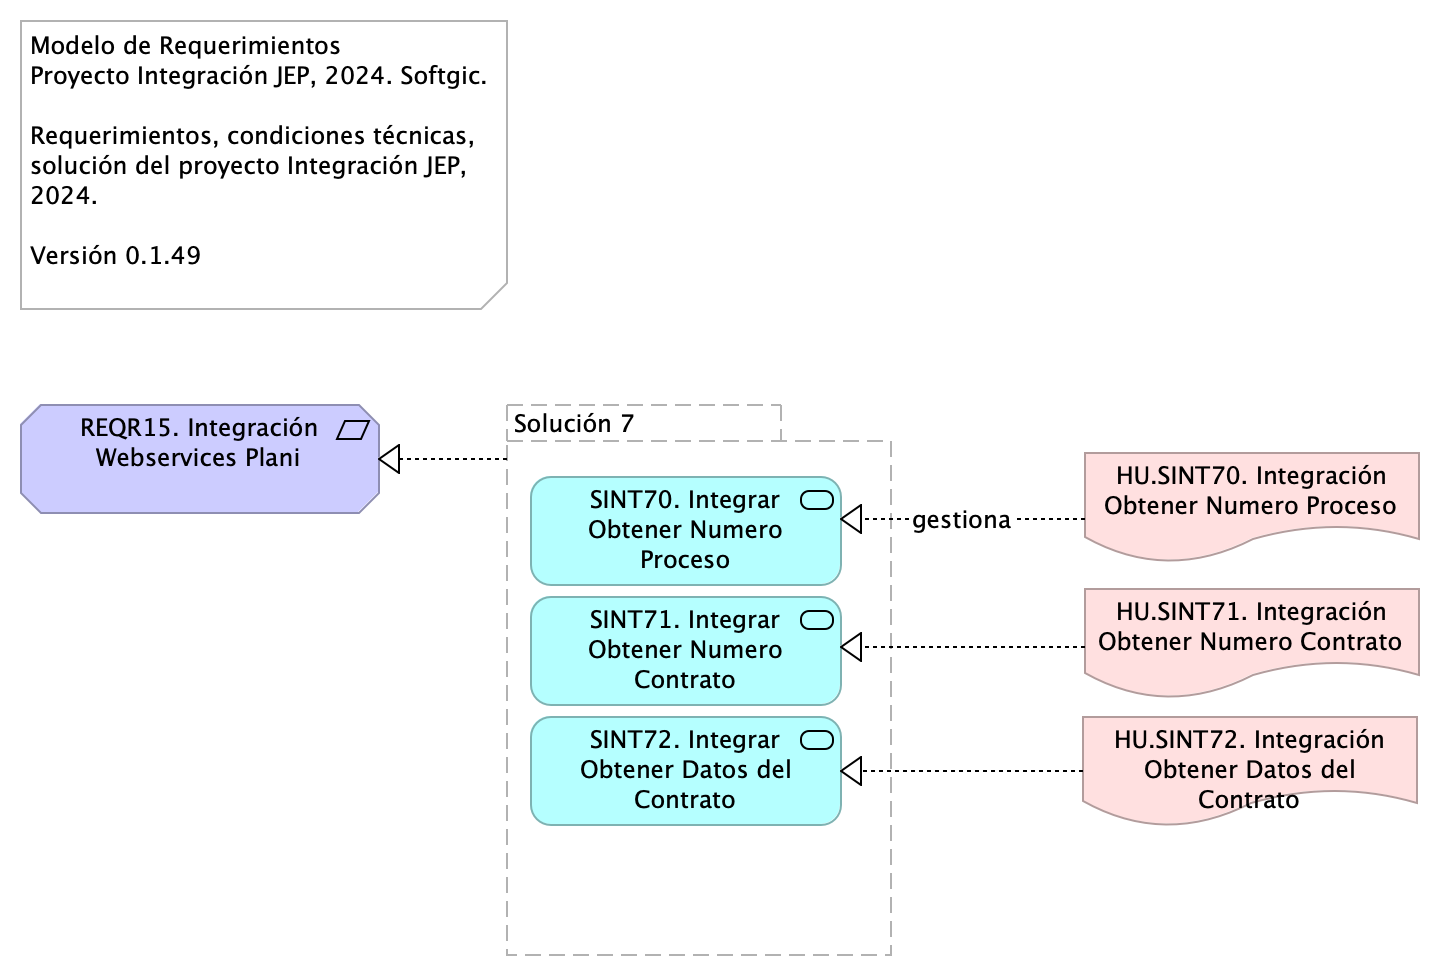 Modelo de Requerimientos
Proyecto Integración JEP, 2024. Softgic.
Requerimientos, condiciones técnicas,
solución del proyecto Integración JEP,
2024.
Versión 0.1.49
REQR15. Integración
Webservices Plani
Solución 7
SINT70. Integrar
Obtener Numero
Proceso
gestiona
HU.SINT70. Integración
Obtener Numero Proceso
SINT71. Integrar
Obtener Numero
Contrato
HU.SINT71. Integración
Obtener Numero Contrato
SINT72. Integrar
Obtener Datos del
Contrato
HU.SINT72. Integración
Obtener Datos del
Contrato